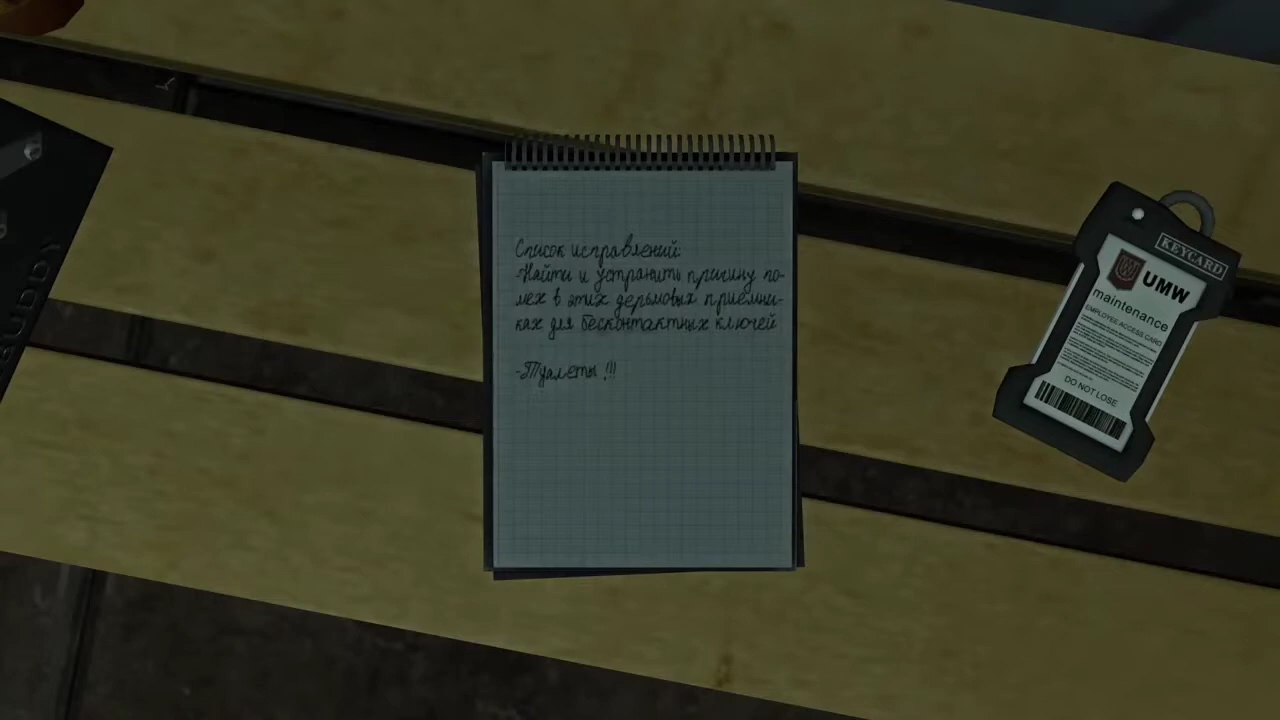 Список исправлений:
-Найти и устранить причину по-
мех в этих дерьмовых приёмни-
ках для бесконтактных ключей
-Туалеты !!!
KEYCARD
UMW
maintenance
EMPLOYEE ACCESS CARD
DO NOT LOSE